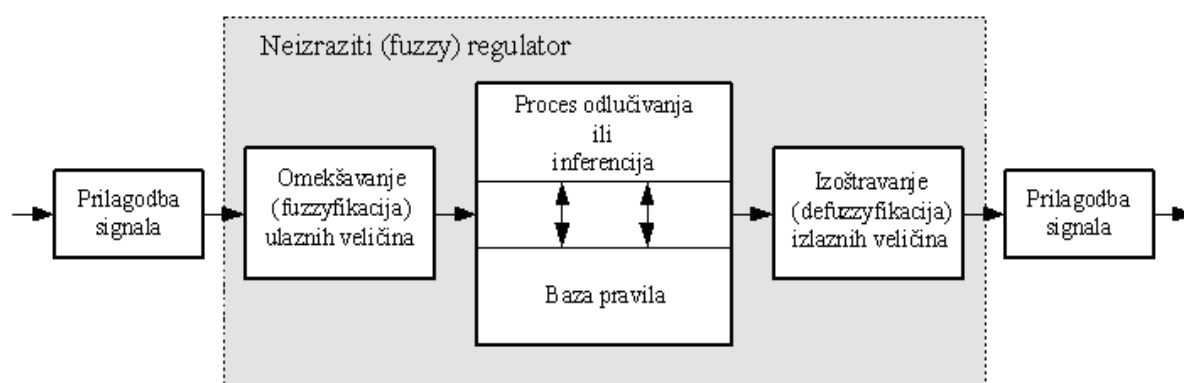 Neizraziti (fuzzy) regulator
Prilagodba
signala
Omekšavanje
(fuzzyfikacija)
ulaznih veličina
Proces odlučivanja
ili
inferencija
Baza pravila
Izoštravanje
(defuzzyfikacija)
izlaznih veličina
Prilagodba
signala